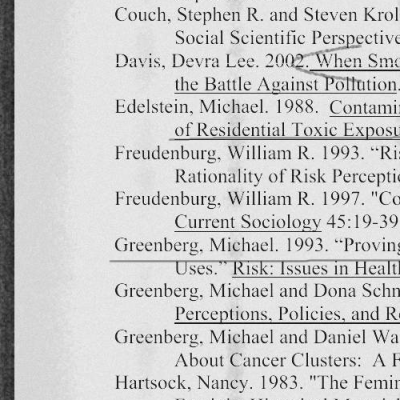 Couch, Stephen R. and Steven Krol
Social Scientific Perspective
Davis, Devra Lee. 2002. When Smo
the Battle Against Pollution.
Edelstein, Michael. 1988. Contami
of Residential Toxic Exposu
Freudenburg, William R. 1993. “Ris
Rationality of Risk Percepti
Freudenburg, William R. 1997. "Co
Current Sociology 45:19-39
Greenberg, Michael. 1993. “Proving
Uses.” Risk: Issues in Healt
Greenberg, Michael and Dona Schn
Perceptions, Policies, and R
Greenberg, Michael and Daniel Wa
About Cancer Clusters: A F
Hartsock, Nancy. 1983. "The Femin